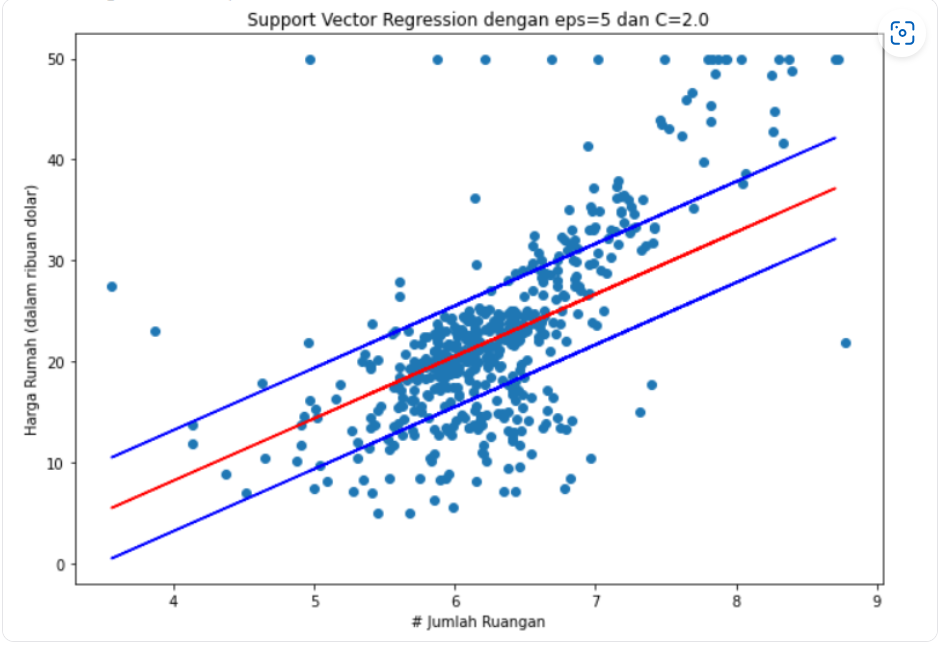 Support Vector Regression dengan eps=5 dan C=2.0
50
40
30
20
10
0
Harga Rumah (dalam ribuan dolar)
4 5 6 7 8 9
# Jumlah Ruangan